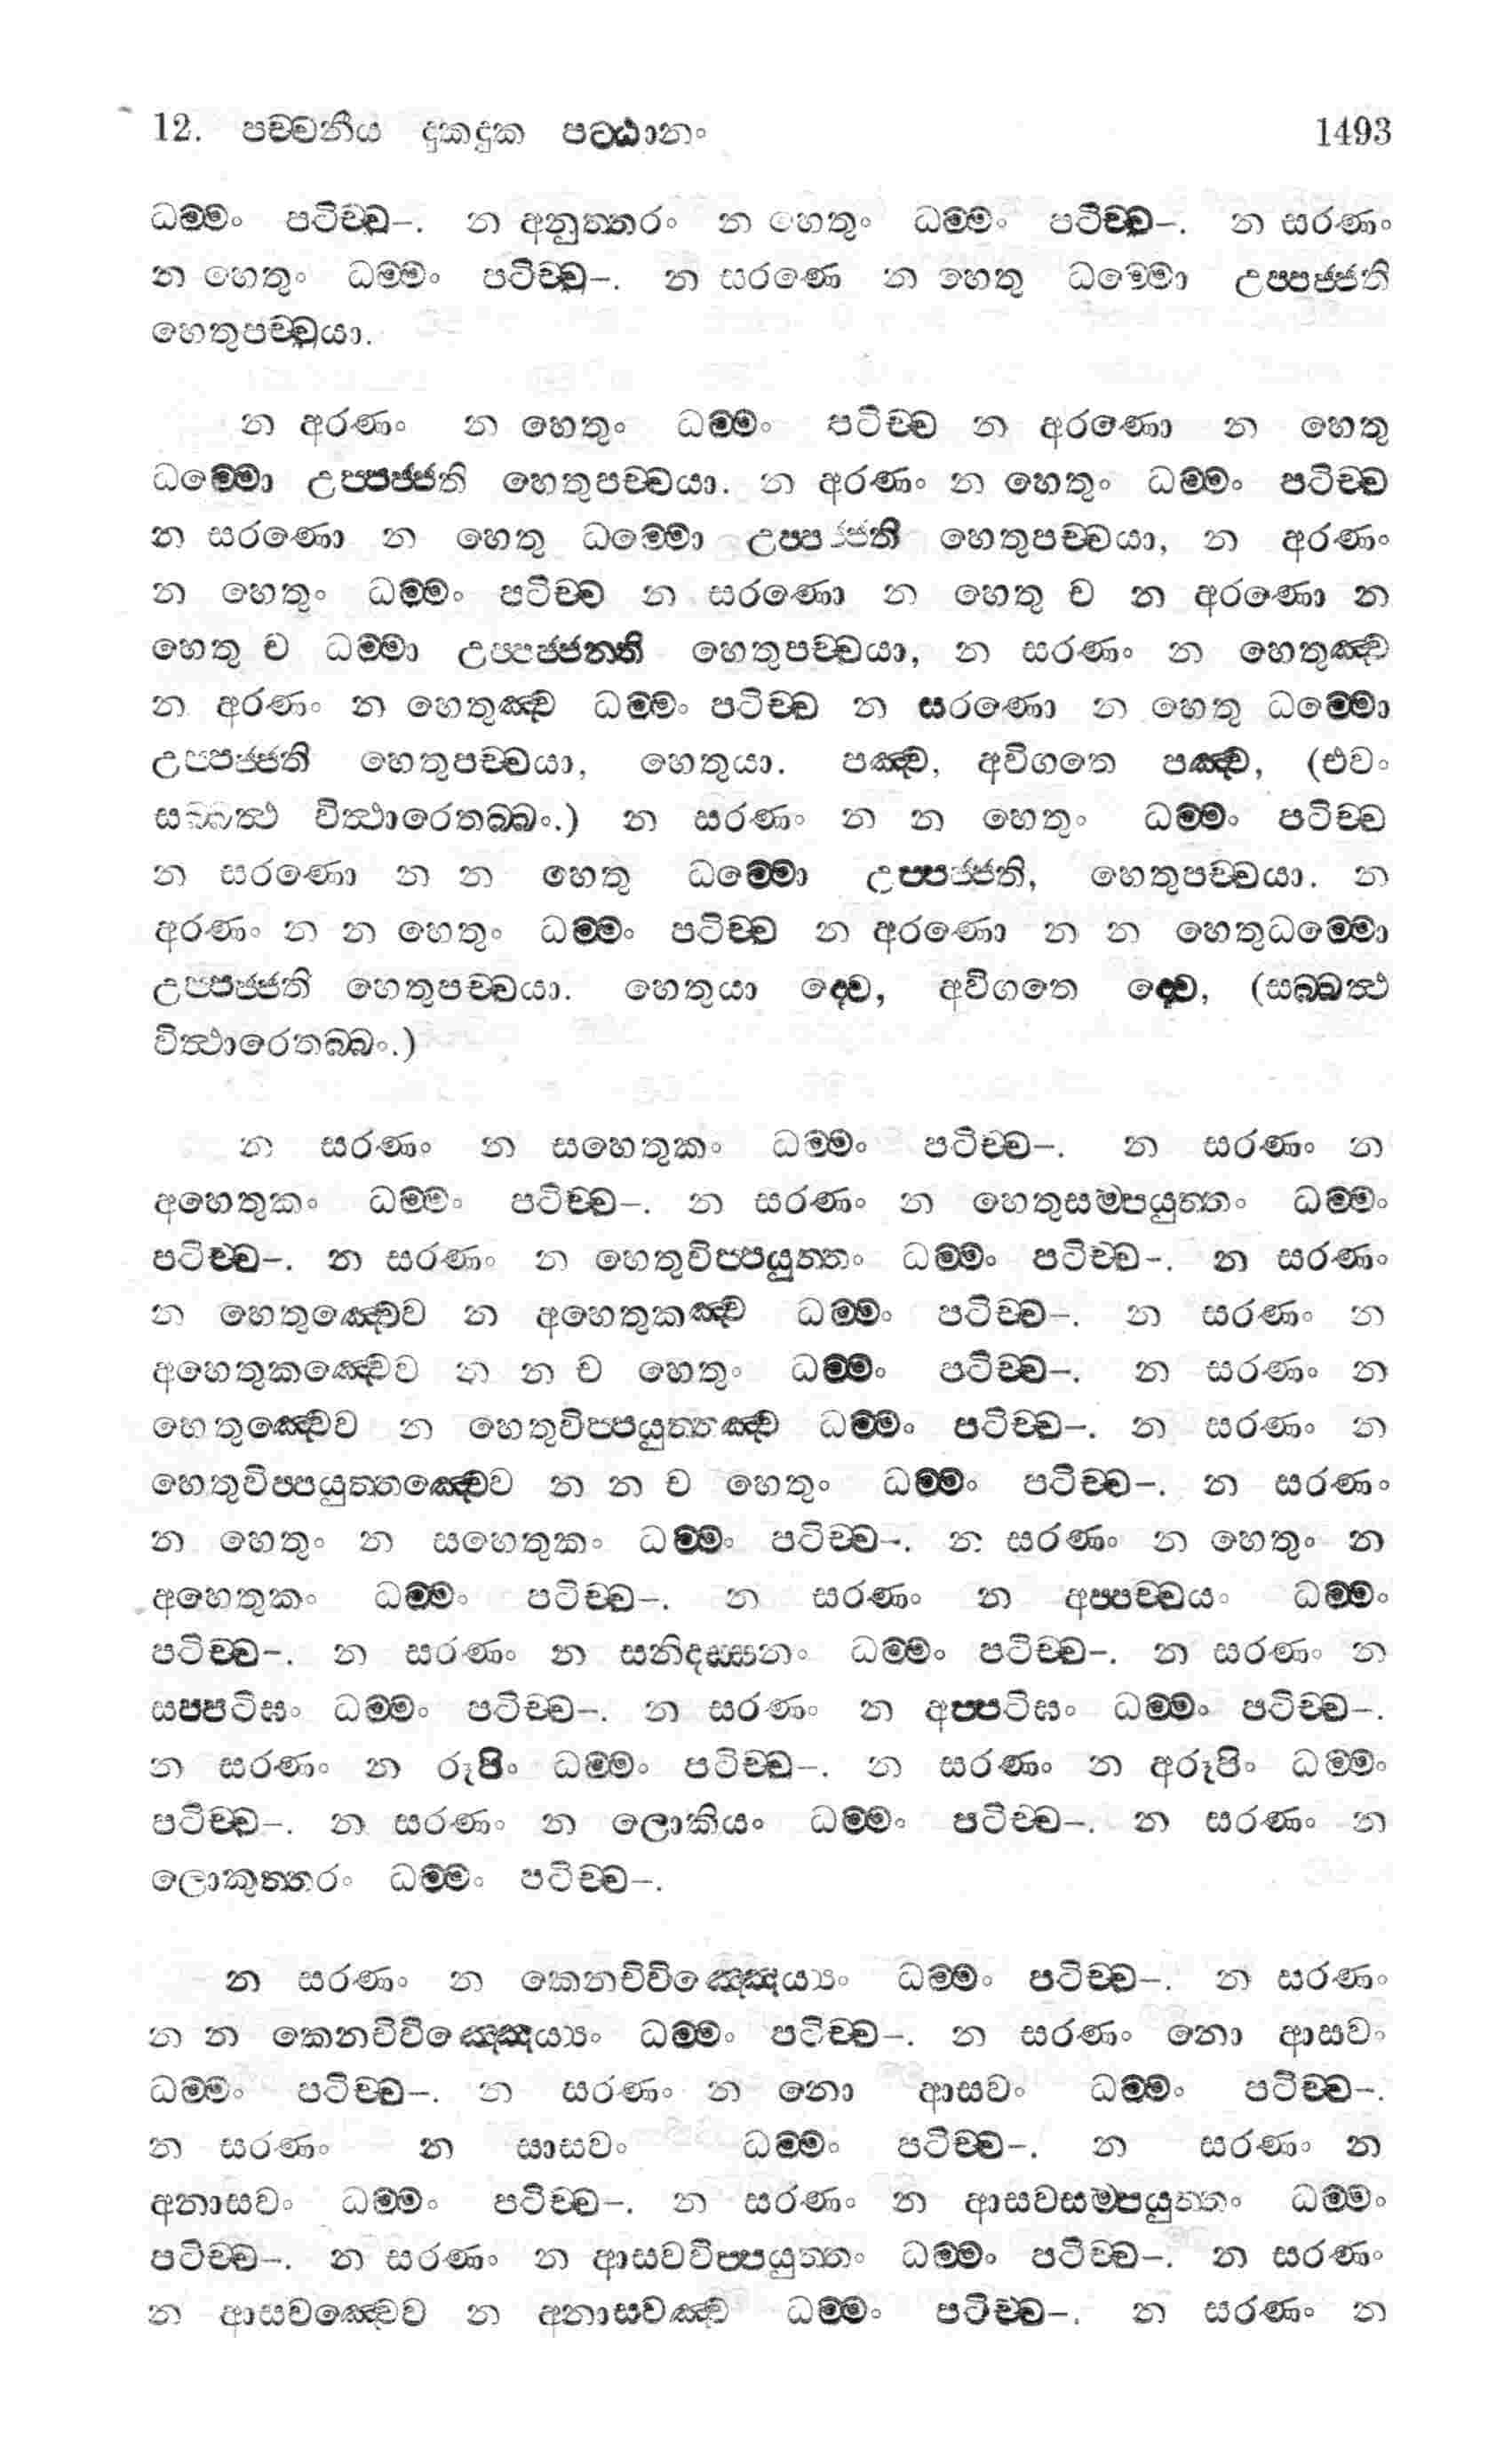 12. පච්චනීය දුකදුක පට්ඨානං 1493
ධම්මං පටිච්ච–. න අනුත්තරං න හෙතුං ධම්මං පටිච්ච–. න සරණං
න හෙතුං ධම්මං පටිච්ච–. න සරණෙ න හෙතු ධම්මො උප්පජ්ජති
හෙතුපච්චයා.
න අරණං න හෙතුං ධම්මං පටිච්ච න අරණො න හෙතු
ධම්මො උප්පජ්ජති හෙතුපච්චයා. න අරණං න හෙතුං ධම්මං පටිච්ච
න සරණො න හෙතු ධම්මො උප්පජ්ජති හෙතුපච්චයා, න අරණං
න හෙතුං ධම්මං පටිච්ච න සරණො න හෙතු ච න අරණො න
හෙතු ච ධම්මා උප්පජ්ජන්ති හෙතුපච්චයා, න සරණං න හෙතුඤ්ච
න අරණං න හෙතුඤ්ච ධම්මං පටිච්ච න සරණො න හෙතු ධම්මො
උප්පජ්ජති හෙතුපච්චයා, හෙතුයා. පඤ්ච, අවිගතෙ පඤ්ච, (එවං
සබ්බත්ථ විත්ථාරෙතබ්බං.) න සරණං න න හෙතුං ධම්මං පටිච්ච
න සරණො න න හෙතු ධම්මො උප්පජ්ජති, හෙතුපච්චයා. න
අරණං න න හෙතුං ධම්මං පටිච්ච න අරණො න න හෙතුධම්මො
උප්පජ්ජති හෙතුපච්චයා. හෙතුයා ද්වෙ, අවිගතෙ ද්වෙ, (සබ්බත්ථ
විත්ථාරෙතබ්බං.)
න සරණං න සහෙතුකං ධම්මං පටිච්ච–. න සරණං න
අහෙතුකං ධම්මං පටිච්ච–. න සරණං න හෙතුසම්පයුත්තං ධම්මං
පටිච්ච–. න සරණං න හෙතුවිප්පයුත්තං ධම්මං පටිච්ච–. න සරණං
න හෙතුඤ්චෙව න අහෙතුකඤ්ච ධම්මං පටිච්ච–. න සරණං න
අහෙතුකඤ්චෙව න න ච හෙතුං ධම්මං පටිච්ච–. න සරණං න
හෙතුඤ්චෙව න හෙතුවිප්පයුත්තඤ්ච ධම්මං පටිච්ච–. න සරණං න
හෙතුවිප්පයුත්තඤ්චෙව න න ච හෙතුං ධම්මං පටිච්ච–. න සරණං
න හෙතුං න සහෙතුකං ධම්මං පටිච්ච–. න සරණං න හෙතුං න
අහෙතුකං ධම්මං පටිච්ච–. න සරණං න අප්පච්චයං ධම්මං
පටිච්ච–. න සරණං න සනිදස්සනං ධම්මං පටිච්ච–. න සරණං න
සප්පටිඝං ධම්මං පටිච්ච–. න සරණං න අප්පටිඝං ධම්මං පටිච්ච–.
න සරණං න රූපිං ධම්මං පටිච්ච–. න සරණං න අරූපිං ධම්මං
පටිච්ච–. න සරණං න ලොකියං ධම්මං පටිච්ච–. න සරණං න
ලොකුත්තරං ධම්මං පටිච්ච–.
න සරණං න කෙනචිවිඤ්ඤෙය්‍යං ධම්මං පටිච්ච–. න සරණං
න න කෙනචිවිඤ්ඤෙය්‍යං ධම්මං පටිච්ච–. න සරණං නො ආසවං
ධම්මං පටිච්ච–. න සරණං න නො ආසවං ධම්මං පටිච්ච–.
න සරණං න සාසවං ධම්මං පටිච්ච–. න සරණං න
අනාසවං ධම්මං පටිච්ච–. න සරණං න ආසවසම්පයුත්තං ධම්මං
පටිච්ච–. න සරණං න ආසවවිප්පයුත්තං ධම්මං පටිච්ච–. න සරණං
න ආසවඤ්චෙව න අනාසවඤ්ච ධම්මං පටිච්ච–. න සරණං න